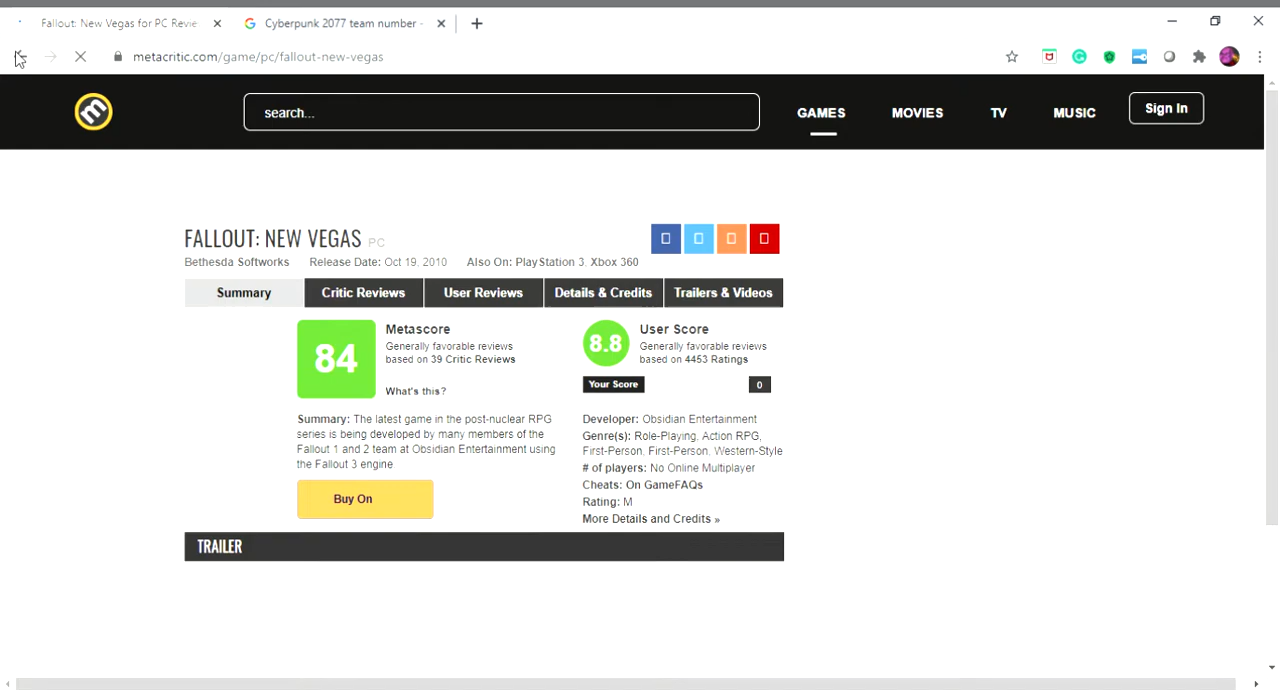 Fallout: New Vegas for PC Revie
Cyberpunk 2077 team number -
metacritic.com/game/pc/fallout-new-vegas
m
search...
GAMES
MOVIES
TV
MUSIC
Sign In
FALLOUT: NEW VEGAS PC
Bethesda Softworks Release Date: Oct 19, 2010 Also On: PlayStation 3, Xbox 360
Summary
Critic Reviews
User Reviews
Details & Credits
Trailers & Videos
84
Metascore
Generally favorable reviews
based on 39 Critic Reviews
What's this?
Summary: The latest game in the post-nuclear RPG
series is being developed by many members of the
Fallout 1 and 2 team at Obsidian Entertainment using
the Fallout 3 engine.
Buy On
8.8
User Score
Generally favorable reviews
based on 4453 Ratings
Your Score
0
Developer: Obsidian Entertainment
Genre(s): Role-Playing, Action RPG,
First-Person, First-Person, Western-Style
# of players: No Online Multiplayer
Cheats: On GameFAQs
Rating: M
More Details and Credits »
TRAILER